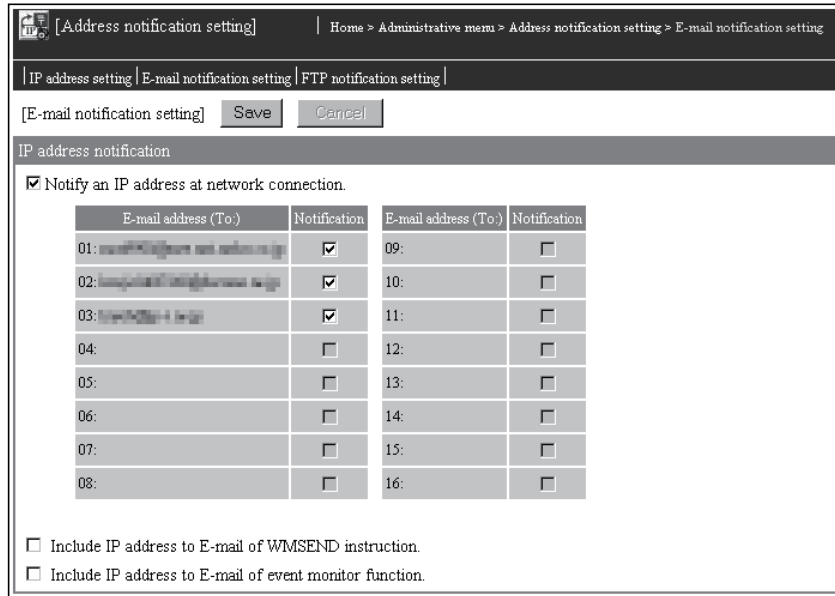 [Address notification setting] Home > Administrative menu > Address notification setting > E-mail notification setting
IP address setting | E-mail notification setting | FTP notification setting |
[E-mail notification setting] Save Cancel
IP address notification
Notify an IP address at network connection.
E-mail address (To:) Notification E-mail address (To:) Notification
01: 09:
02: 10:
03: 11:
04: 12:
05: 13:
06: 14:
07: 15:
08: 16:
Include IP address to E-mail of WMSEND instruction.
Include IP address to E-mail of event monitor function.